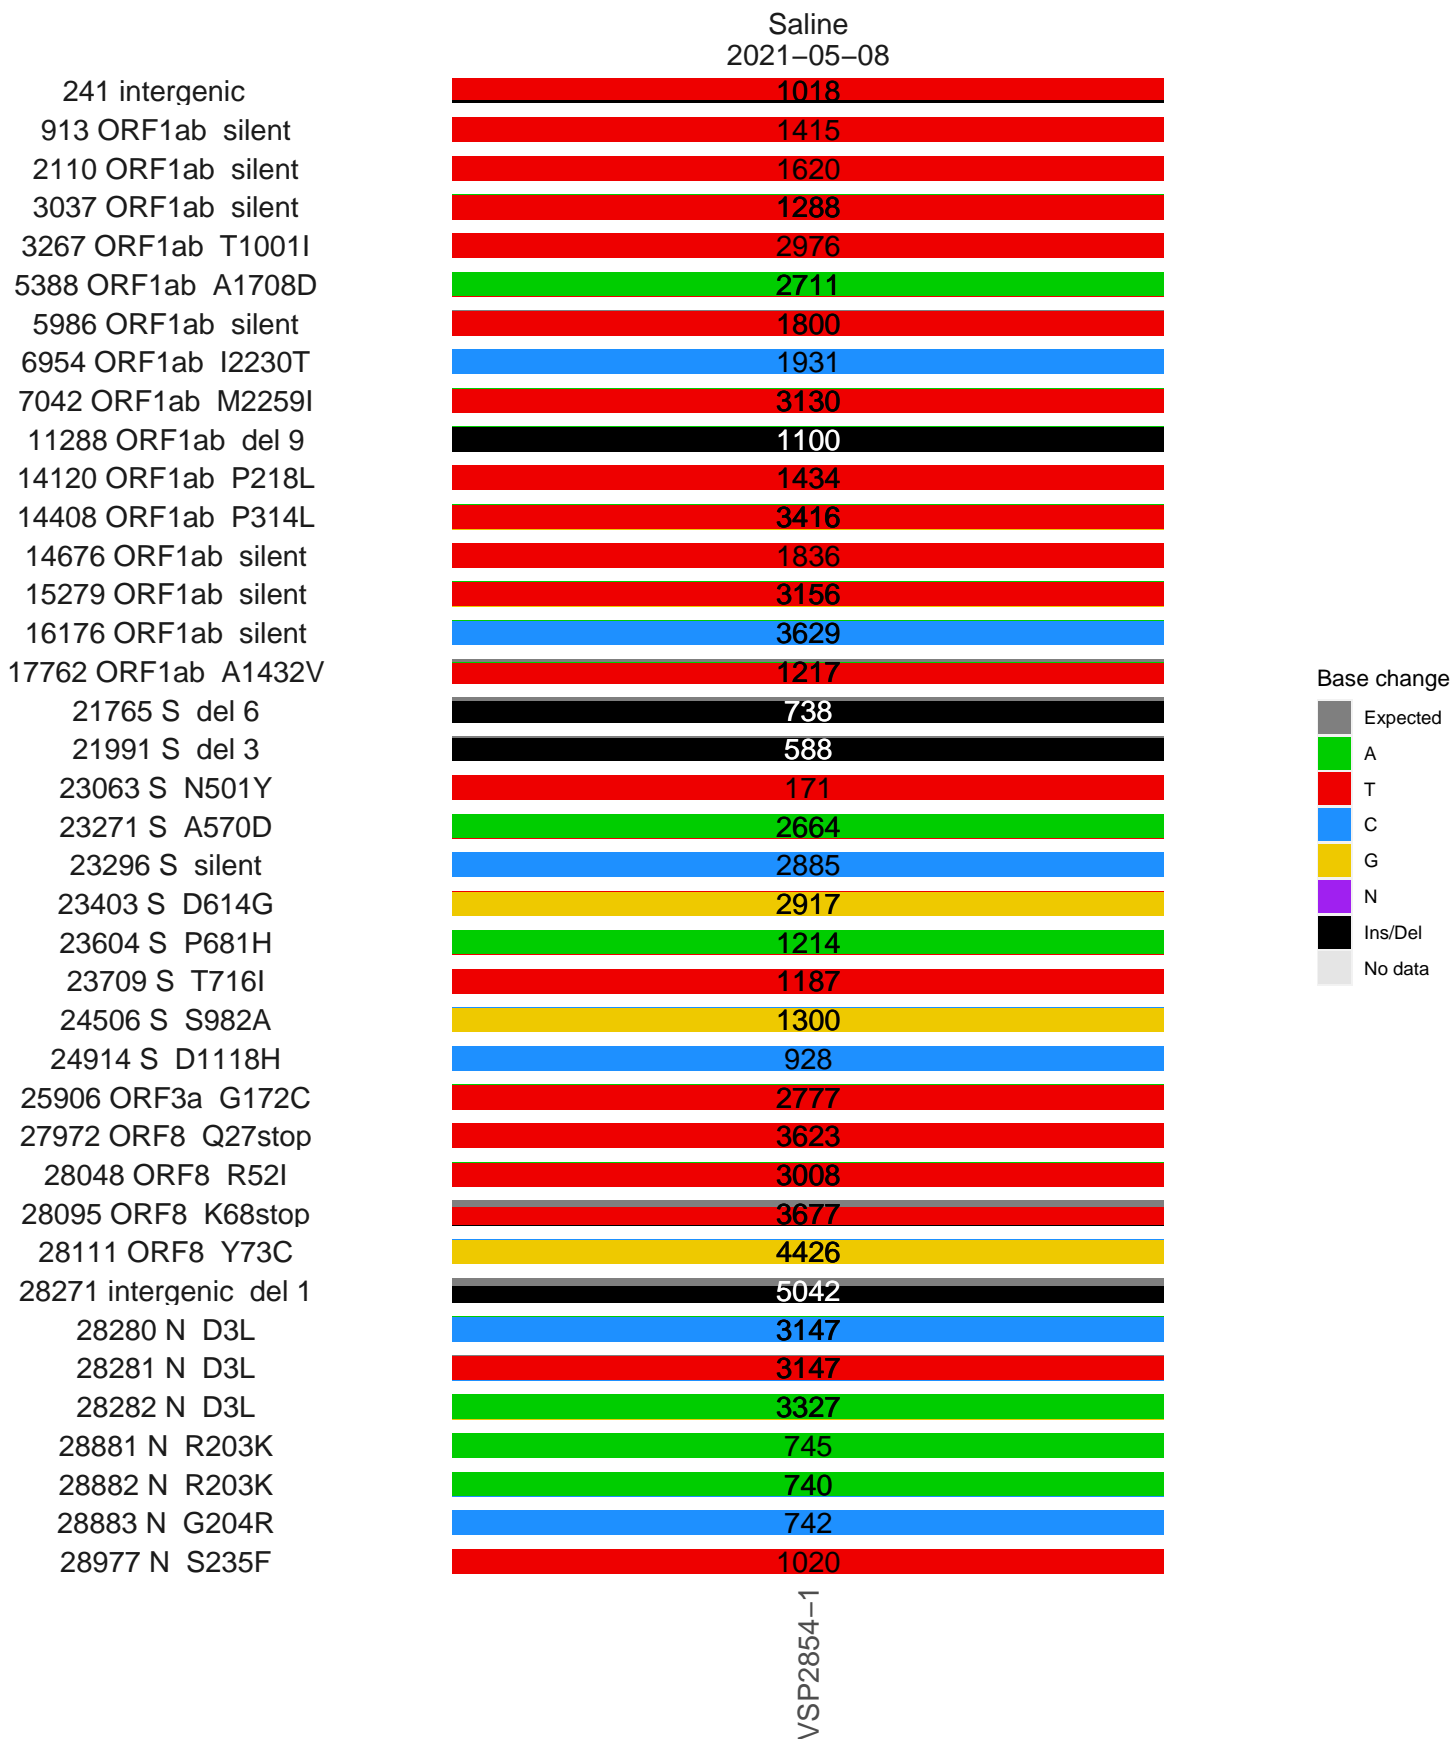 Saline
2021−05−08
241 intergenic 1018
913 ORF1ab silent 1415
2110 ORF1ab silent 1620
3037 ORF1ab silent 1288
3267 ORF1ab T1001I 2976
5388 ORF1ab A1708D 2711
5986 ORF1ab silent 1800
6954 ORF1ab I2230T 1931
7042 ORF1ab M2259I 3130
11288 ORF1ab del 9 1100
14120 ORF1ab P218L 1434
14408 ORF1ab P314L 3416
14676 ORF1ab silent 1836
15279 ORF1ab silent 3156
16176 ORF1ab silent 3629
17762 ORF1ab A1432V 1217
21765 S del 6 738
21991 S del 3 588
23063 S N501Y 171
23271 S A570D 2664
23296 S silent 2885
23403 S D614G 2917
23604 S P681H 1214
23709 S T716I 1187
24506 S S982A 1300
24914 S D1118H 928
25906 ORF3a G172C 2777
27972 ORF8 Q27stop 3623
28048 ORF8 R52I 3008
28095 ORF8 K68stop 3677
28111 ORF8 Y73C 4426
28271 intergenic del 1 5042
28280 N D3L 3147
28281 N D3L 3147
28282 N D3L 3327
28881 N R203K 745
28882 N R203K 740
28883 N G204R 742
28977 N S235F 1020
VSP2854−1
Base change
Expected
A
T
C
G
N
Ins/Del
No data